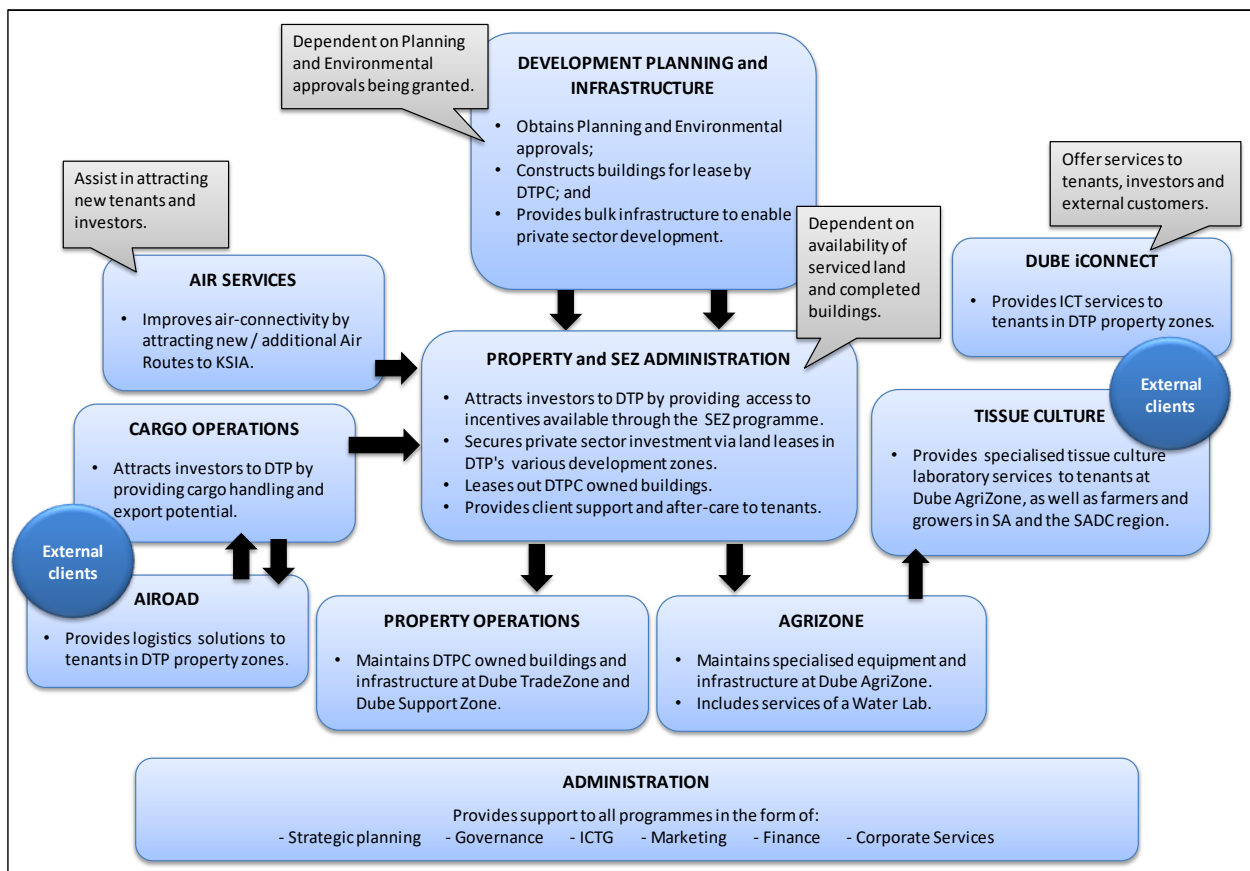 Dependent on Planning
and Environmental
approvals being granted.
DEVELOPMENT PLANNING and
INFRASTRUCTURE
• Obtains Planning and Environmental
approvals;
• Constructs buildings for lease by
DTPC; and
• Provides bulk infrastructure to enable
private sector development.
Assist in attracting
new tenants and
investors.
Offer services to
tenants, investors and
external customers.
Dependent on
availability of
serviced land
and completed
buildings.
AIR SERVICES
• Improves air-connectivity by
attracting new / additional Air
Routes to KSIA.
DUBE iCONNECT
• Provides ICT services to
tenants in DTP property zones.
PROPERTY and SEZ ADMINISTRATION
• Attracts investors to DTP by providing access to
incentives available through the SEZ programme.
• Secures private sector investment via land leases in
DTP's various development zones.
• Leases out DTPC owned buildings.
• Provides client support and after-care to tenants.
External
clients
CARGO OPERATIONS
• Attracts investors to DTP by
providing cargo handling and
export potential.
TISSUE CULTURE
• Provides specialised tissue culture
laboratory services to tenants at
Dube AgriZone, as well as farmers and
growers in SA and the SADC region.
External
clients
AIROAD
• Provides logistics solutions to
tenants in DTP property zones.
PROPERTY OPERATIONS
• Maintains DTPC owned buildings and
infrastructure at Dube TradeZone and
Dube Support Zone.
AGRIZONE
• Maintains specialised equipment and
infrastructure at Dube AgriZone.
• Includes services of a Water Lab.
ADMINISTRATION
Provides support to all programmes in the form of:
- Strategic planning - Governance - ICTG - Marketing - Finance - Corporate Services